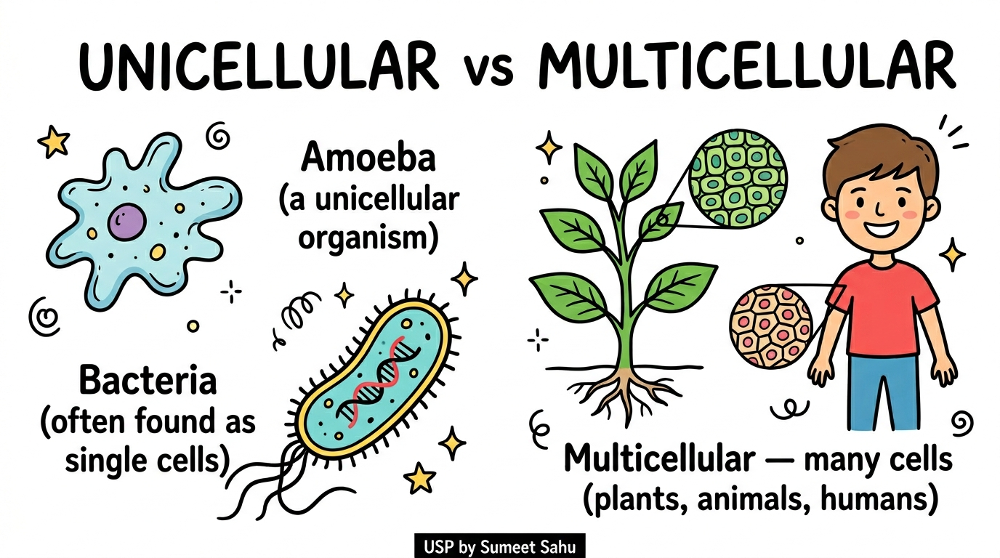 UNICELLULAR vs MULTICELLULAR
Amoeba
(a unicellular
organism)
Bacteria
(often found as
single cells)
Multicellular — many cells
(plants, animals, humans)
USP by Sumeet Sahu